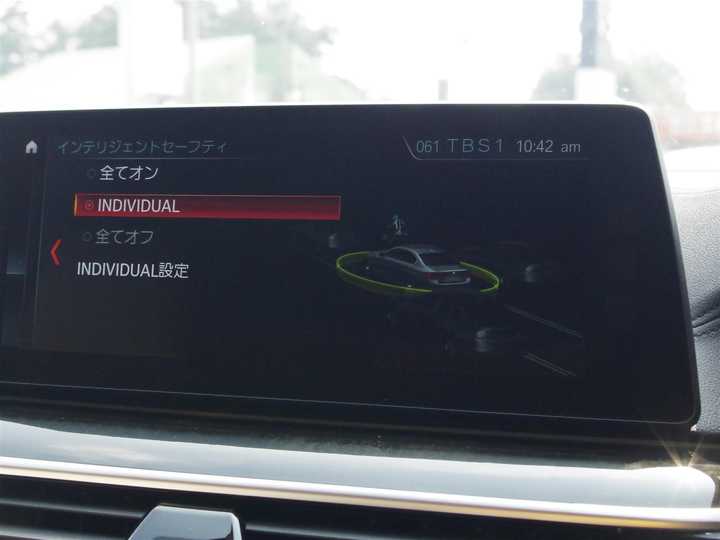 インテリジェントセーフティ
061 TBS1 10:42 am
全てオン
INDIVIDUAL
全てオフ
INDIVIDUAL設定